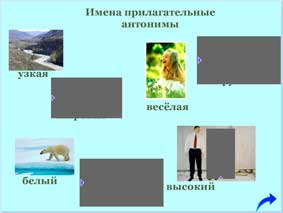 Имена прилагательные
антонимы
узкая
весёлая
белый
высокий